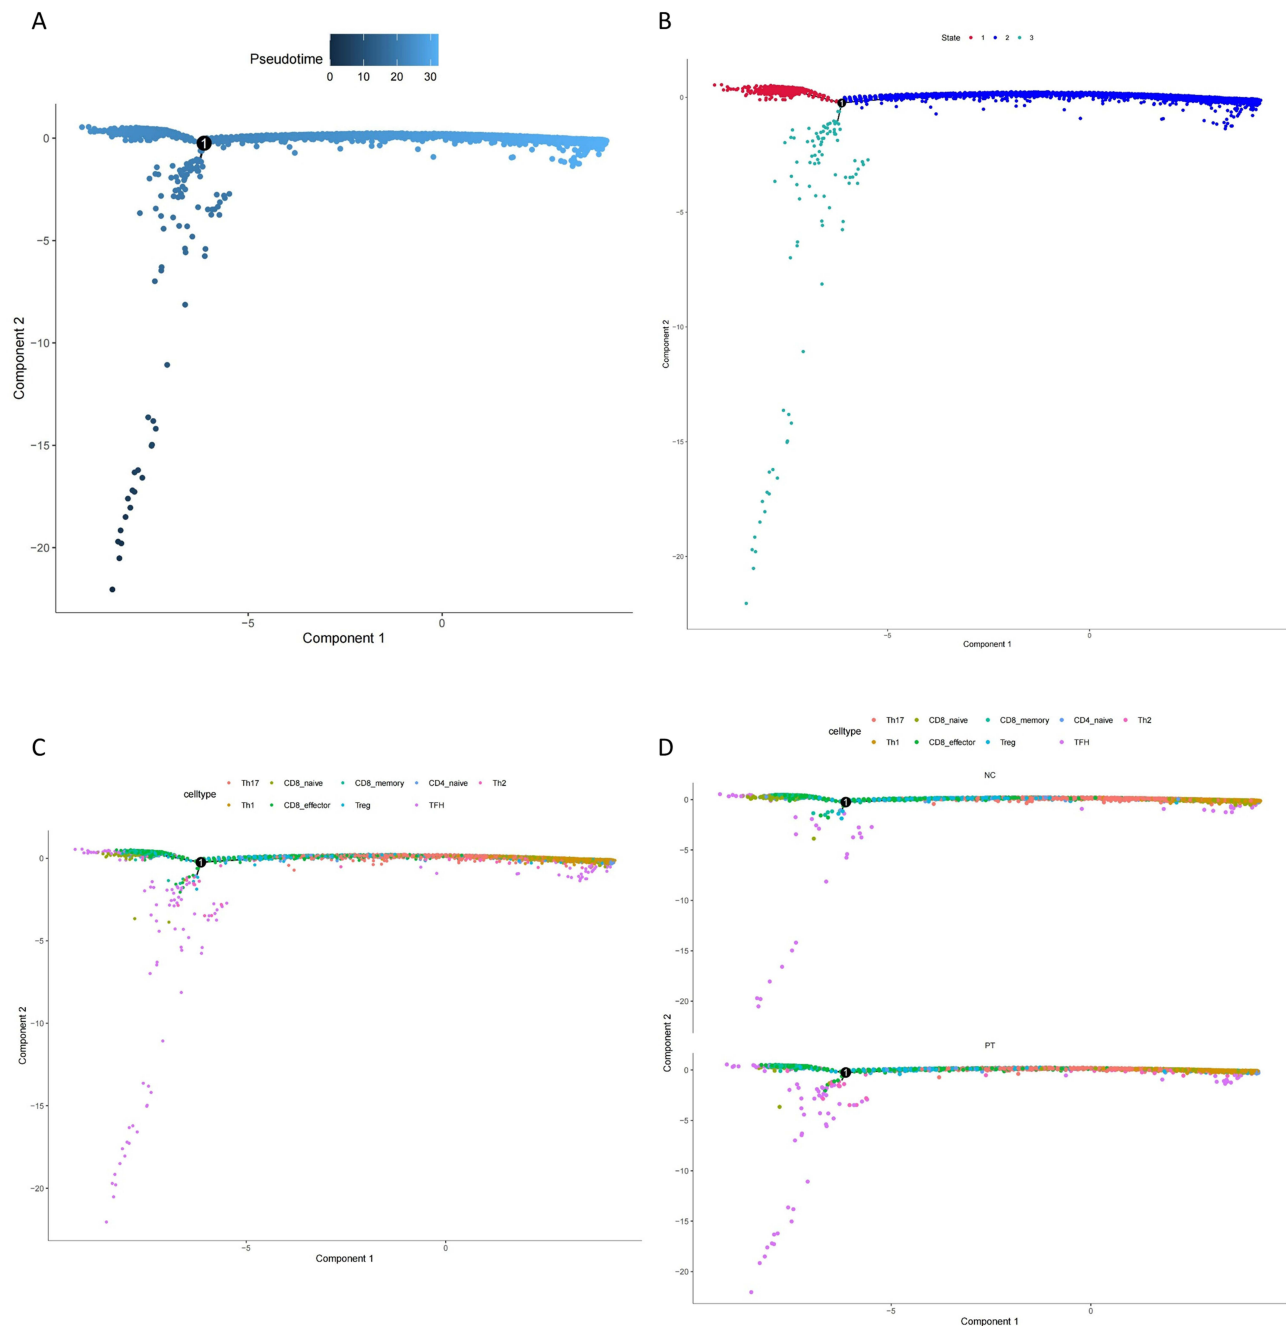 A
Pseudotime
0 10 20 30
0
−5
−10
−15
−20
Component 2
−5 0
Component 1
1
B
State 1 2 3
0
−5
−10
−15
−20
Component 2
−5 0
Component 1
1
C
celltype
Th17 CD8_naive CD8_memory CD4_naive Th2
Th1 CD8_effector Treg TFH
0
−5
−10
−15
−20
Component 2
−5 0
Component 1
1
D
celltype
Th17 CD8_naive CD8_memory CD4_naive Th2
Th1 CD8_effector Treg TFH
NC
0
−5
−10
−15
−20
1
PT
0
−5
−10
−15
−20
1
Component 2
−5 0
Component 1